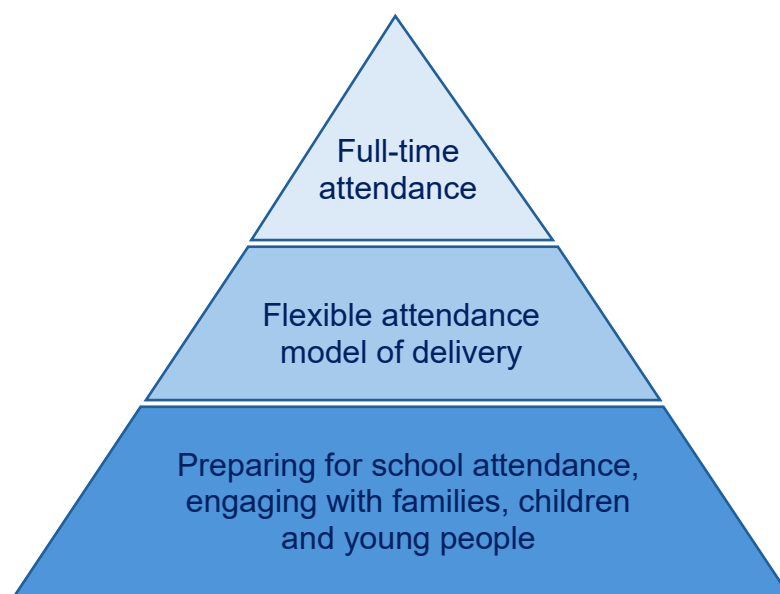 Full-time
attendance
Flexible attendance
model of delivery
Preparing for school attendance,
engaging with families, children
and young people